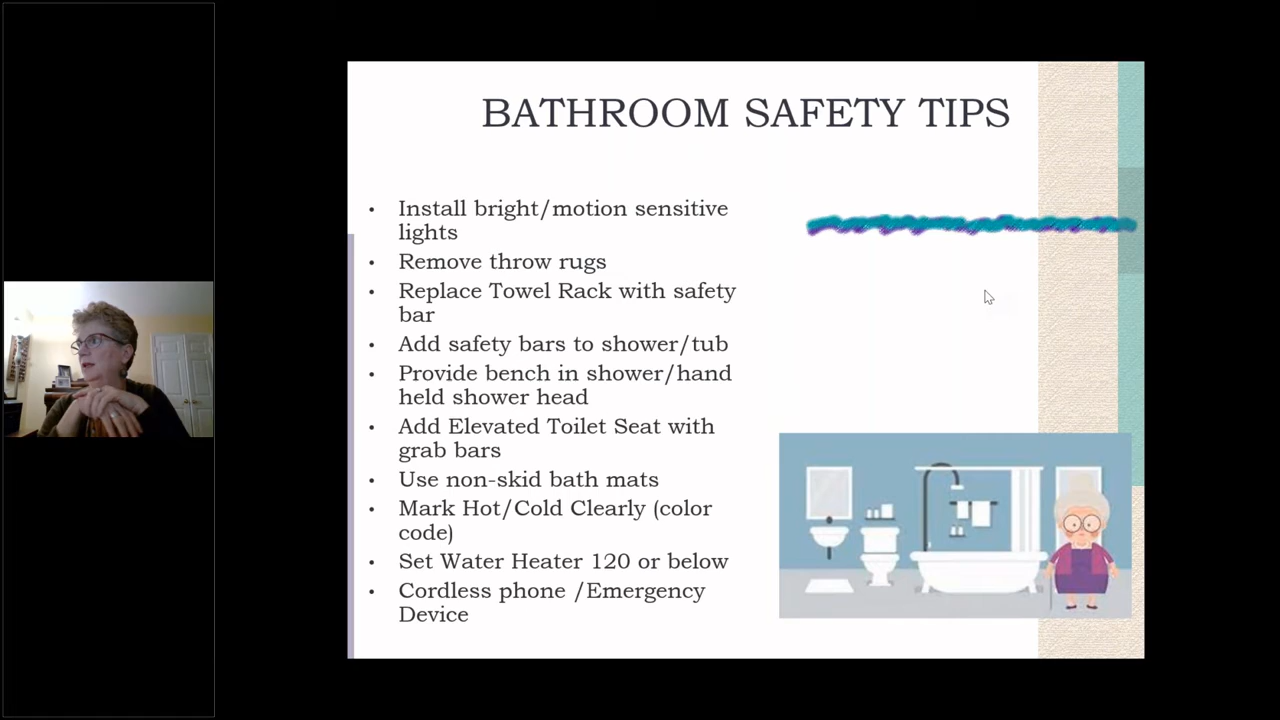 BATHROOM SAFETY TIPS
• Install bright/motion sensitive
lights
• Remove throw rugs
• Replace Towel Rack with safety
bar
• Add safety bars to shower/tub
• Provide bench in shower/hand
held shower head
• Add Elevated Toilet Seat with
grab bars
• Use non-skid bath mats
• Mark Hot/Cold Clearly (color
code)
• Set Water Heater 120 or below
• Cordless phone /Emergency
Device